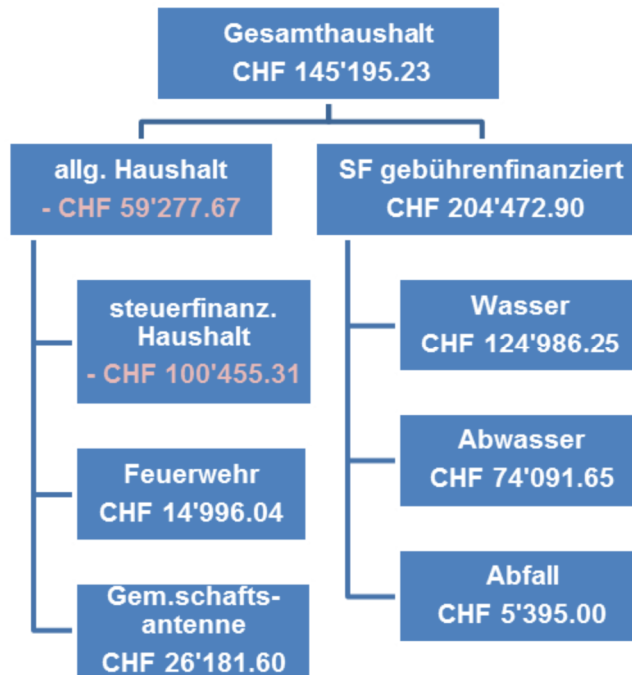 Gesamthaushalt
CHF 145'195.23
allg. Haushalt
- CHF 59'277.67
SF gebührenfinanziert
CHF 204'472.90
steuerfinanz.
Haushalt
- CHF 100'455.31
Feuerwehr
CHF 14'996.04
Gem.schafts-
antenne
CHF 26'181.60
Wasser
CHF 124'986.25
Abwasser
CHF 74'091.65
Abfall
CHF 5'395.00